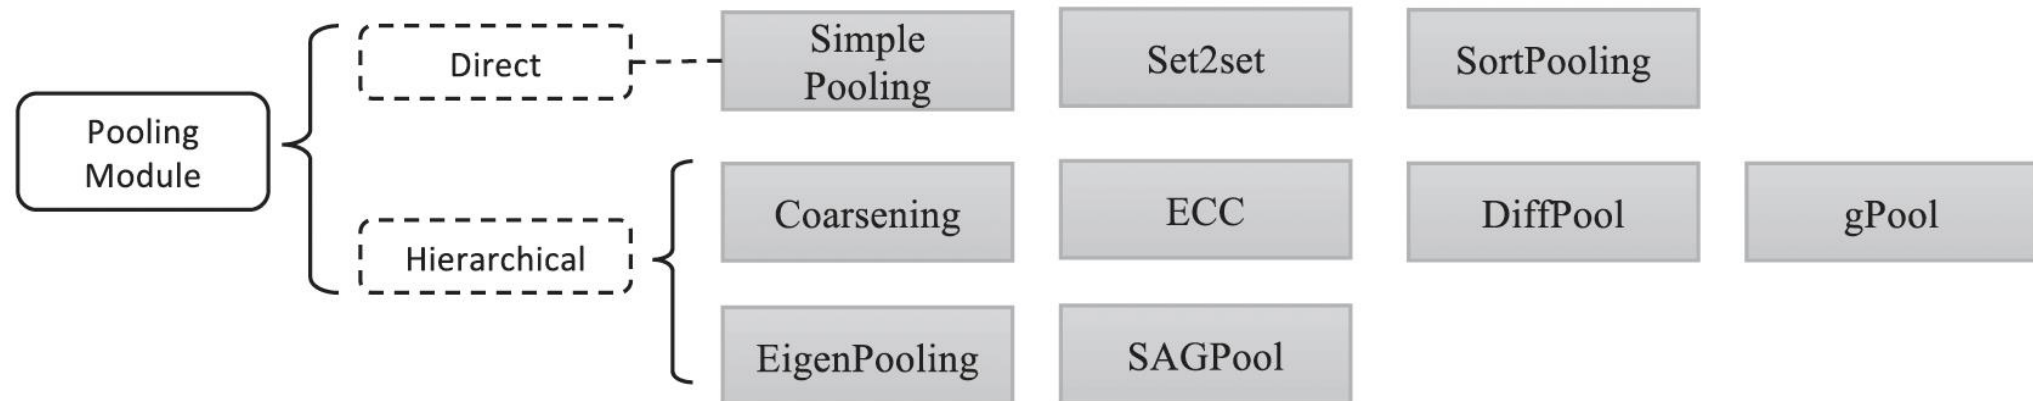 Pooling
Module
Direct
Simple
Pooling
Set2set
SortPooling
Hierarchical
Coarsening
ECC
DiffPool
gPool
EigenPooling
SAGPool